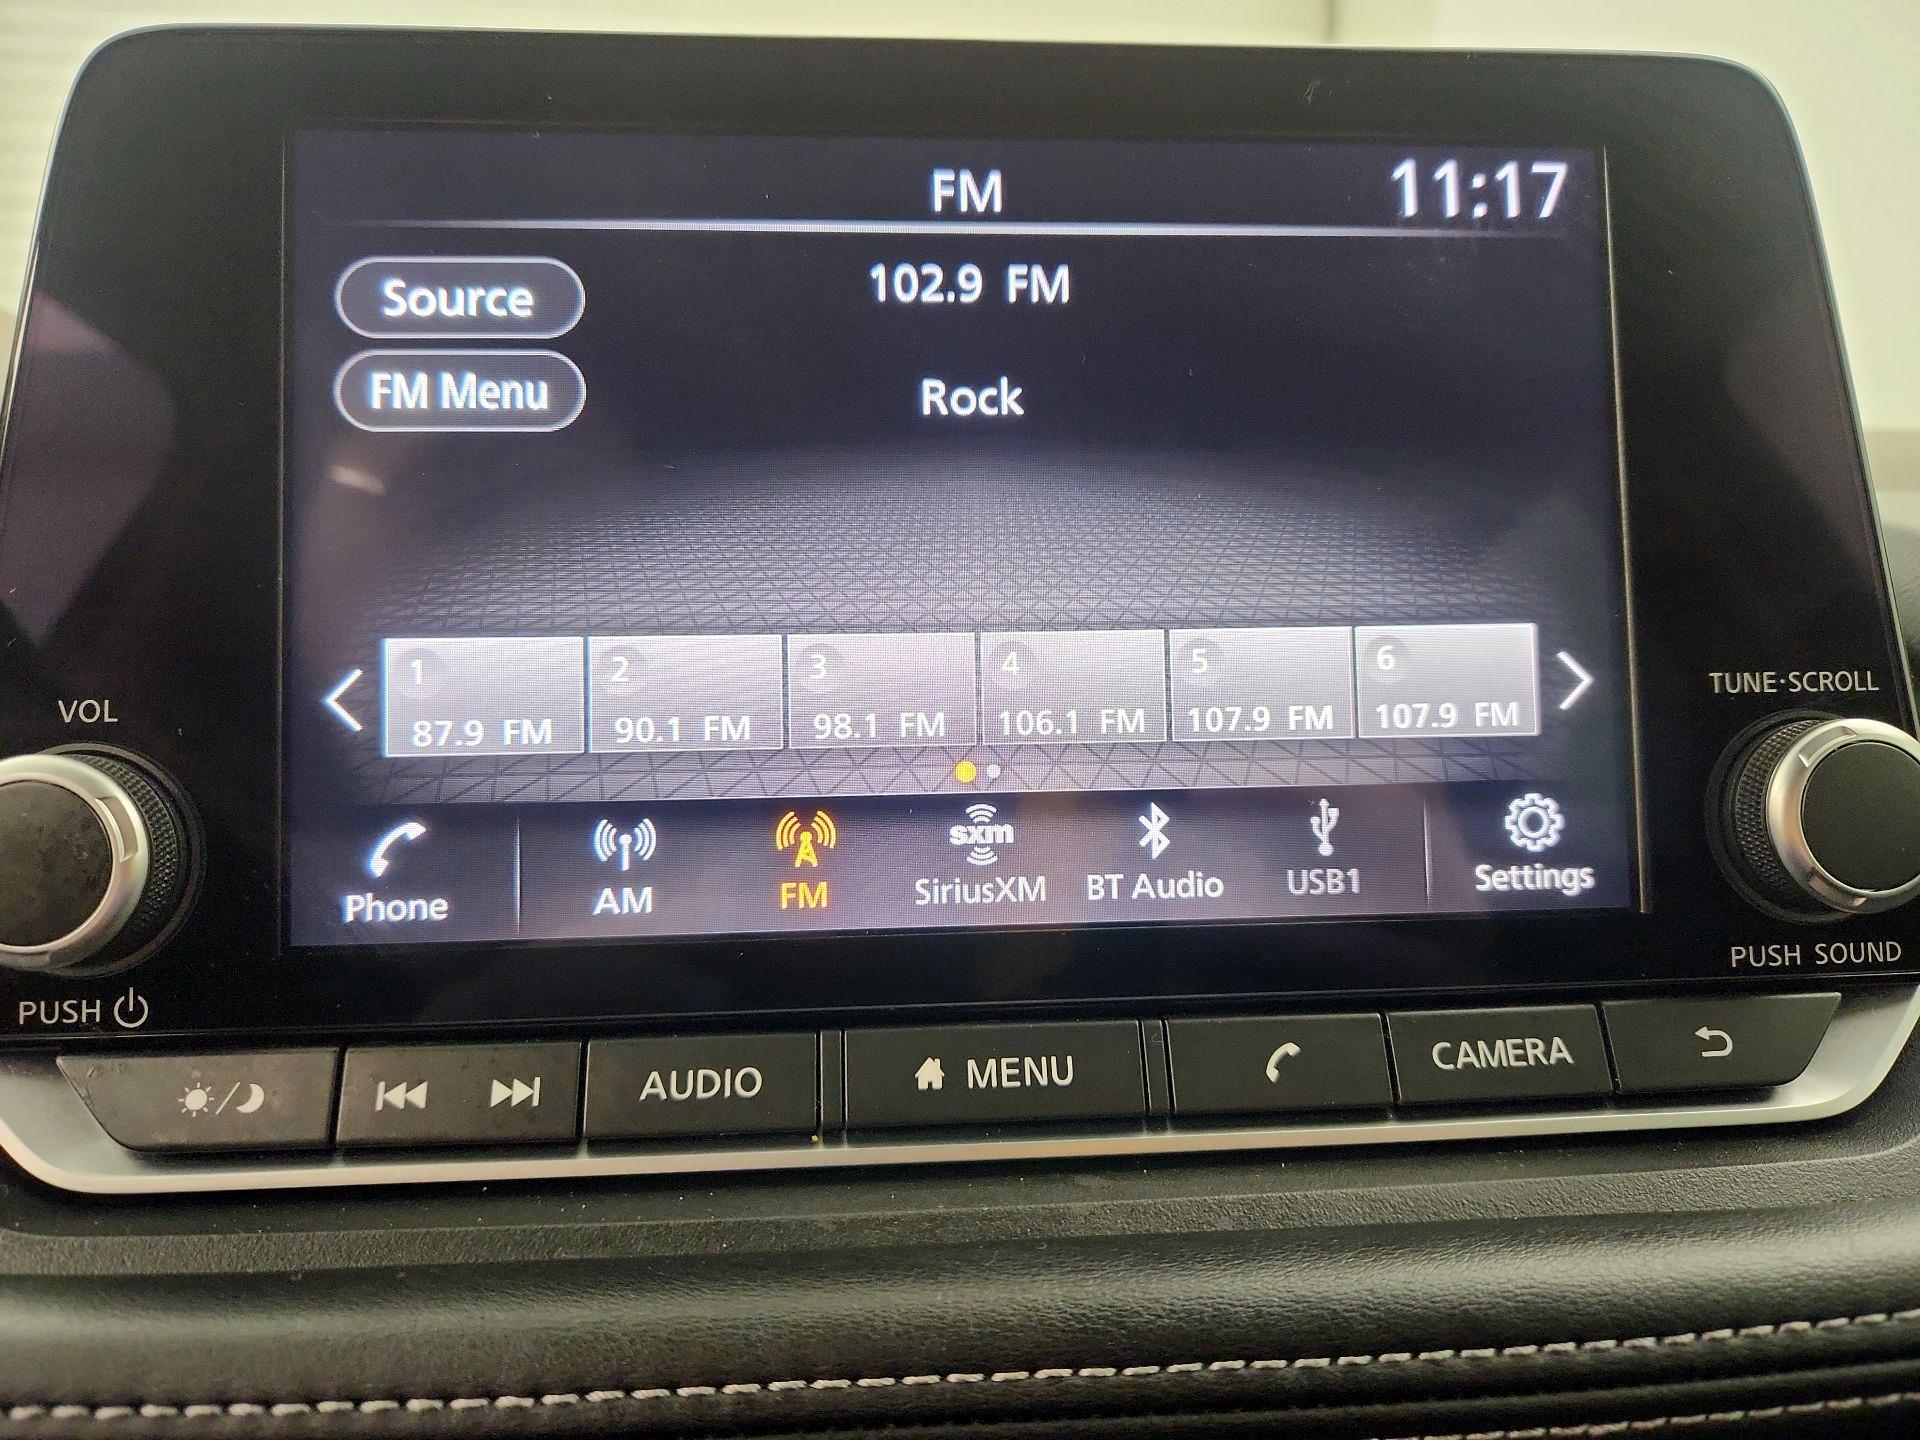 FM
11:17
Source
102.9 FM
FM Menu
Rock
1
2
3
4
5
6
87.9 FM
90.1 FM
98.1 FM
106.1 FM
107.9 FM
107.9 FM
VOL
TUNE·SCROLL
Phone
AM
FM
sxm
SiriusXM
BT Audio
USB1
Settings
PUSH
PUSH SOUND
AUDIO
MENU
CAMERA